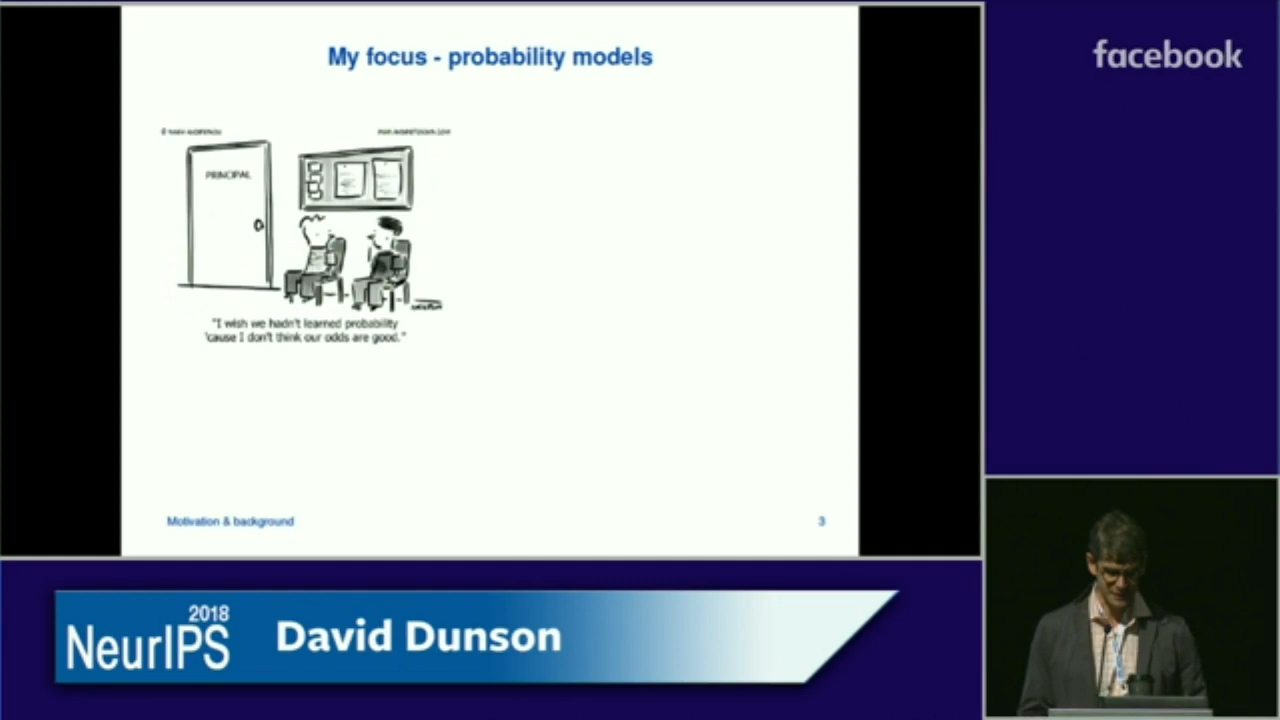 My focus - probability models
PRINCIPAL
"I wish we hadn't learned probability
'cause I don't think our odds are good."
Motivation & background
3
facebook
2018
NeurIPS
David Dunson